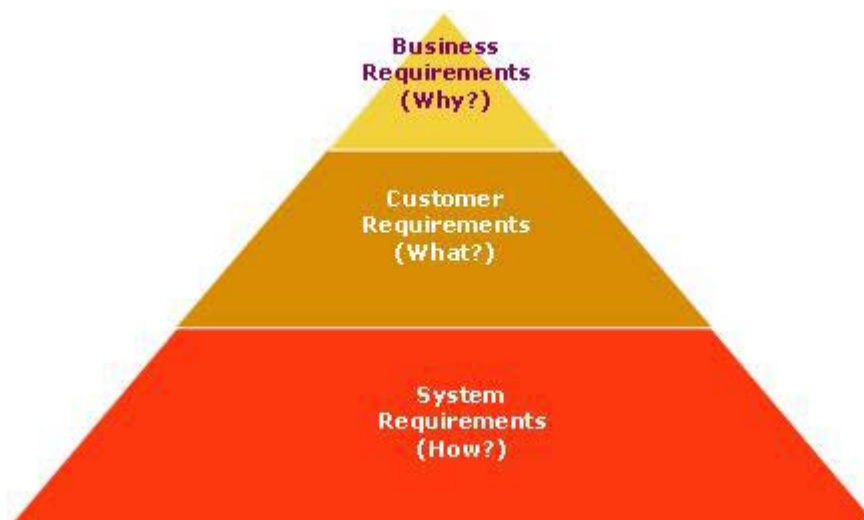 Business
Requirements
(Why?)
Customer
Requirements
(What?)
System
Requirements
(How?)